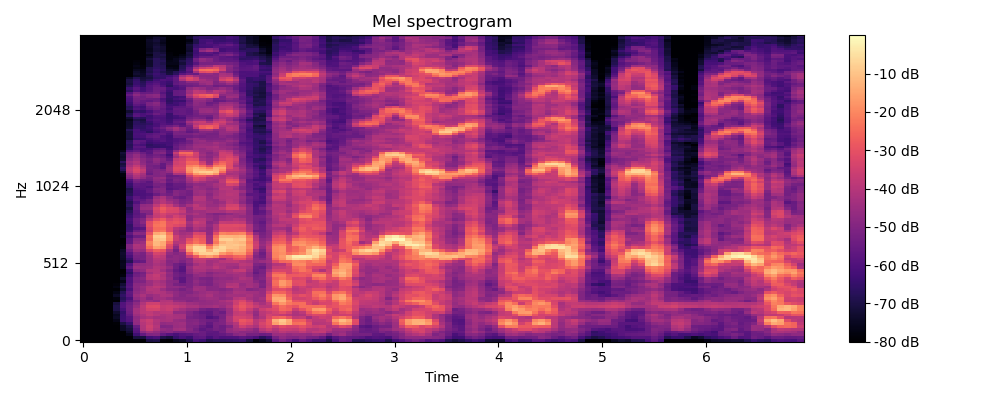 Mel spectrogram
Hz
2048
1024
512
0
0 1 2 3 4 5 6
Time
-10 dB
-20 dB
-30 dB
-40 dB
-50 dB
-60 dB
-70 dB
-80 dB